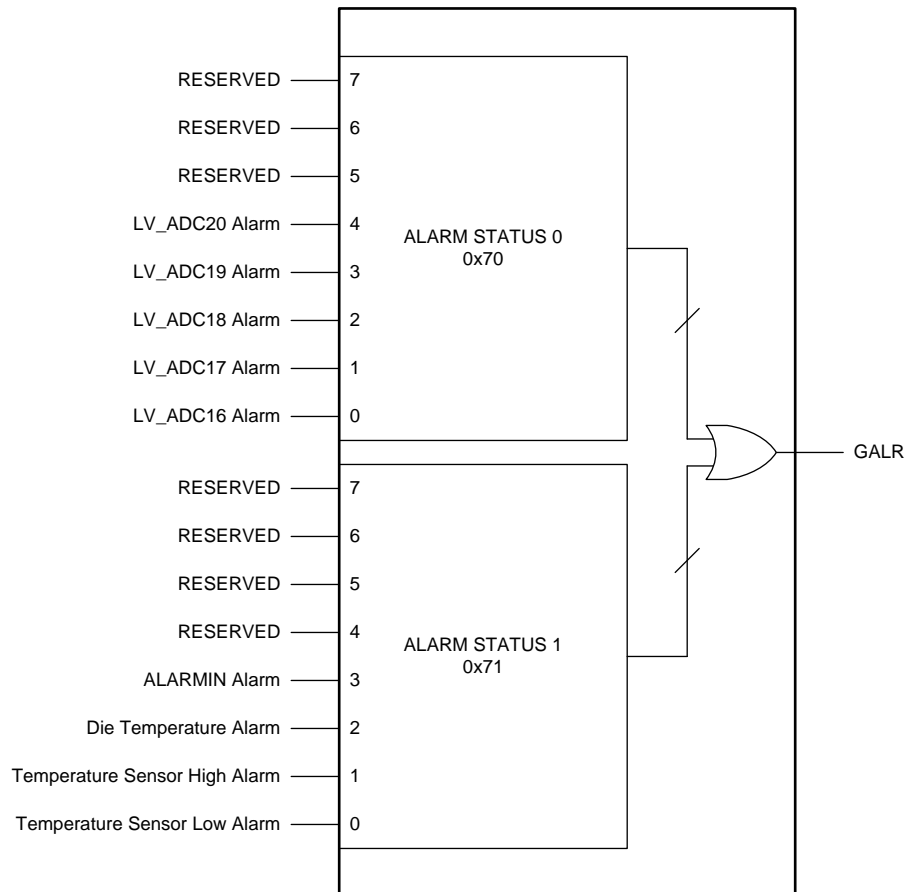 RESERVED 7
RESERVED 6
RESERVED 5
LV_ADC20 Alarm 4
LV_ADC19 Alarm 3
LV_ADC18 Alarm 2
LV_ADC17 Alarm 1
LV_ADC16 Alarm 0
ALARM STATUS 0
0x70
RESERVED 7
RESERVED 6
RESERVED 5
RESERVED 4
ALARMIN Alarm 3
Die Temperature Alarm 2
Temperature Sensor High Alarm 1
Temperature Sensor Low Alarm 0
ALARM STATUS 1
0x71
GALR